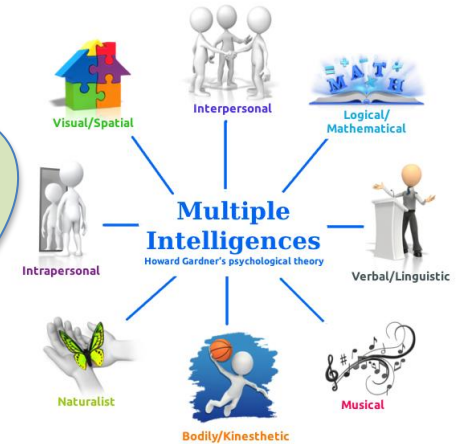 Interpersonal
Visual/Spatial
MATH
Logical/
Mathematical
Multiple
Intelligences
Howard Gardner's psychological theory
Intrapersonal
Verbal/Linguistic
Naturalist
Musical
Bodily/Kinesthetic